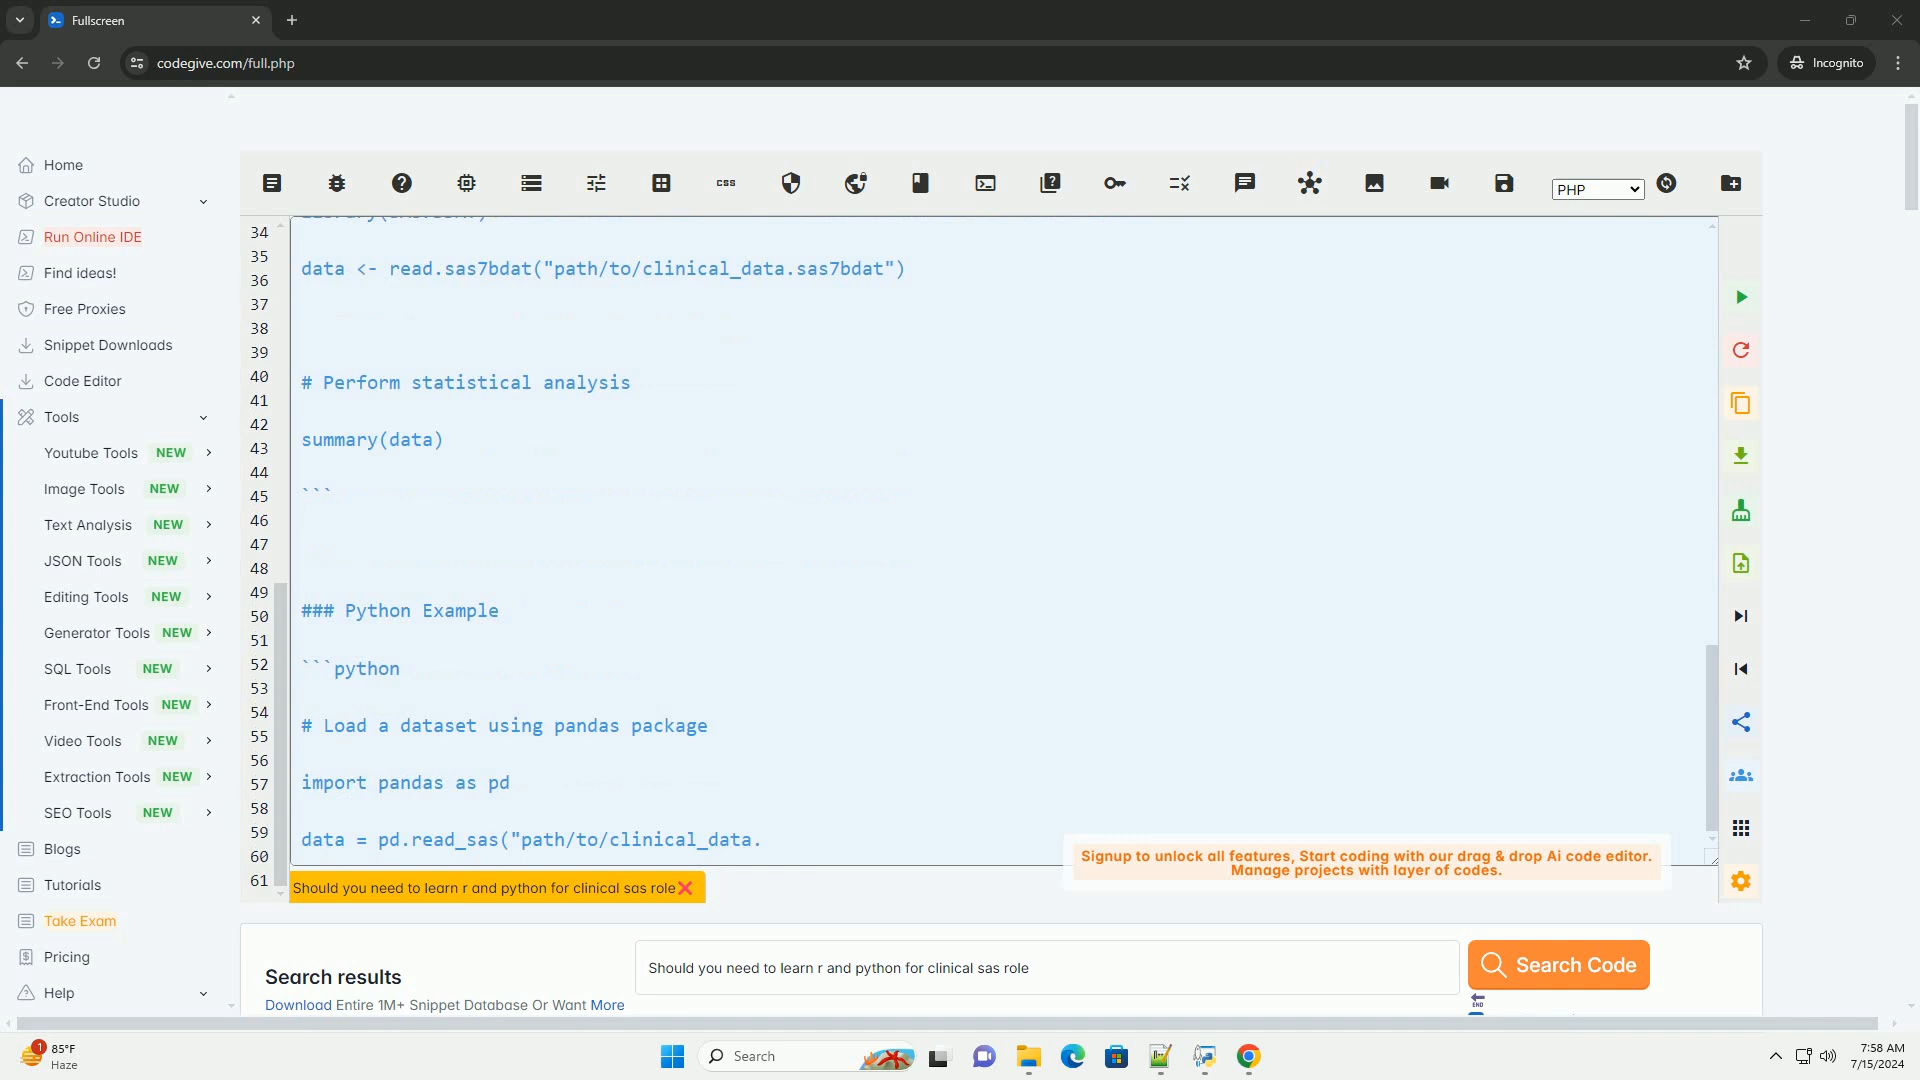 Fullscreen
codegive.com/full.php
Incognito
Home
Creator Studio
Run Online IDE
Find ideas!
Free Proxies
Snippet Downloads
Code Editor
Tools
Youtube Tools NEW
Image Tools NEW
Text Analysis NEW
JSON Tools NEW
Editing Tools NEW
Generator Tools NEW
SQL Tools NEW
Front-End Tools NEW
Video Tools NEW
Extraction Tools NEW
SEO Tools NEW
Blogs
Tutorials
Take Exam
Pricing
Help
css
PHP
34
35
36
37
38
39
40
41
42
43
44
45
46
47
48
49
50
51
52
53
54
55
56
57
58
59
60
61
data <- read.sas7bdat("path/to/clinical_data.sas7bdat")
# Perform statistical analysis
summary(data)
```
### Python Example
```python
# Load a dataset using pandas package
import pandas as pd
data = pd.read_sas("path/to/clinical_data.
Signup to unlock all features, Start coding with our drag & drop Ai code editor.
Manage projects with layer of codes.
Should you need to learn r and python for clinical sas role
Search results
Download Entire 1M+ Snippet Database Or Want More
Should you need to learn r and python for clinical sas role
Search Code
END
1
85°F
Haze
Search
7:58 AM
7/15/2024